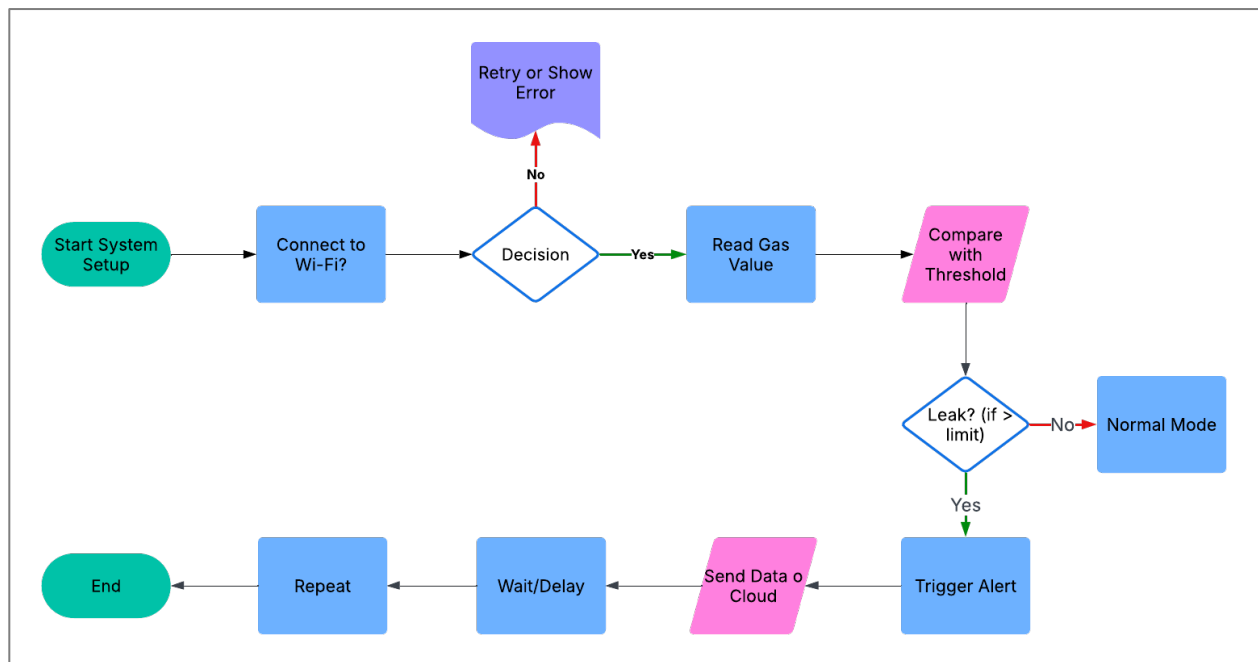 Retry or Show
Error
No
Start System
Setup
Connect to
Wi-Fi?
Decision
Yes
Read Gas
Value
Compare
with
Threshold
Leak? (if >
limit)
No
Normal Mode
Yes
End
Repeat
Wait/Delay
Send Data o
Cloud
Trigger Alert